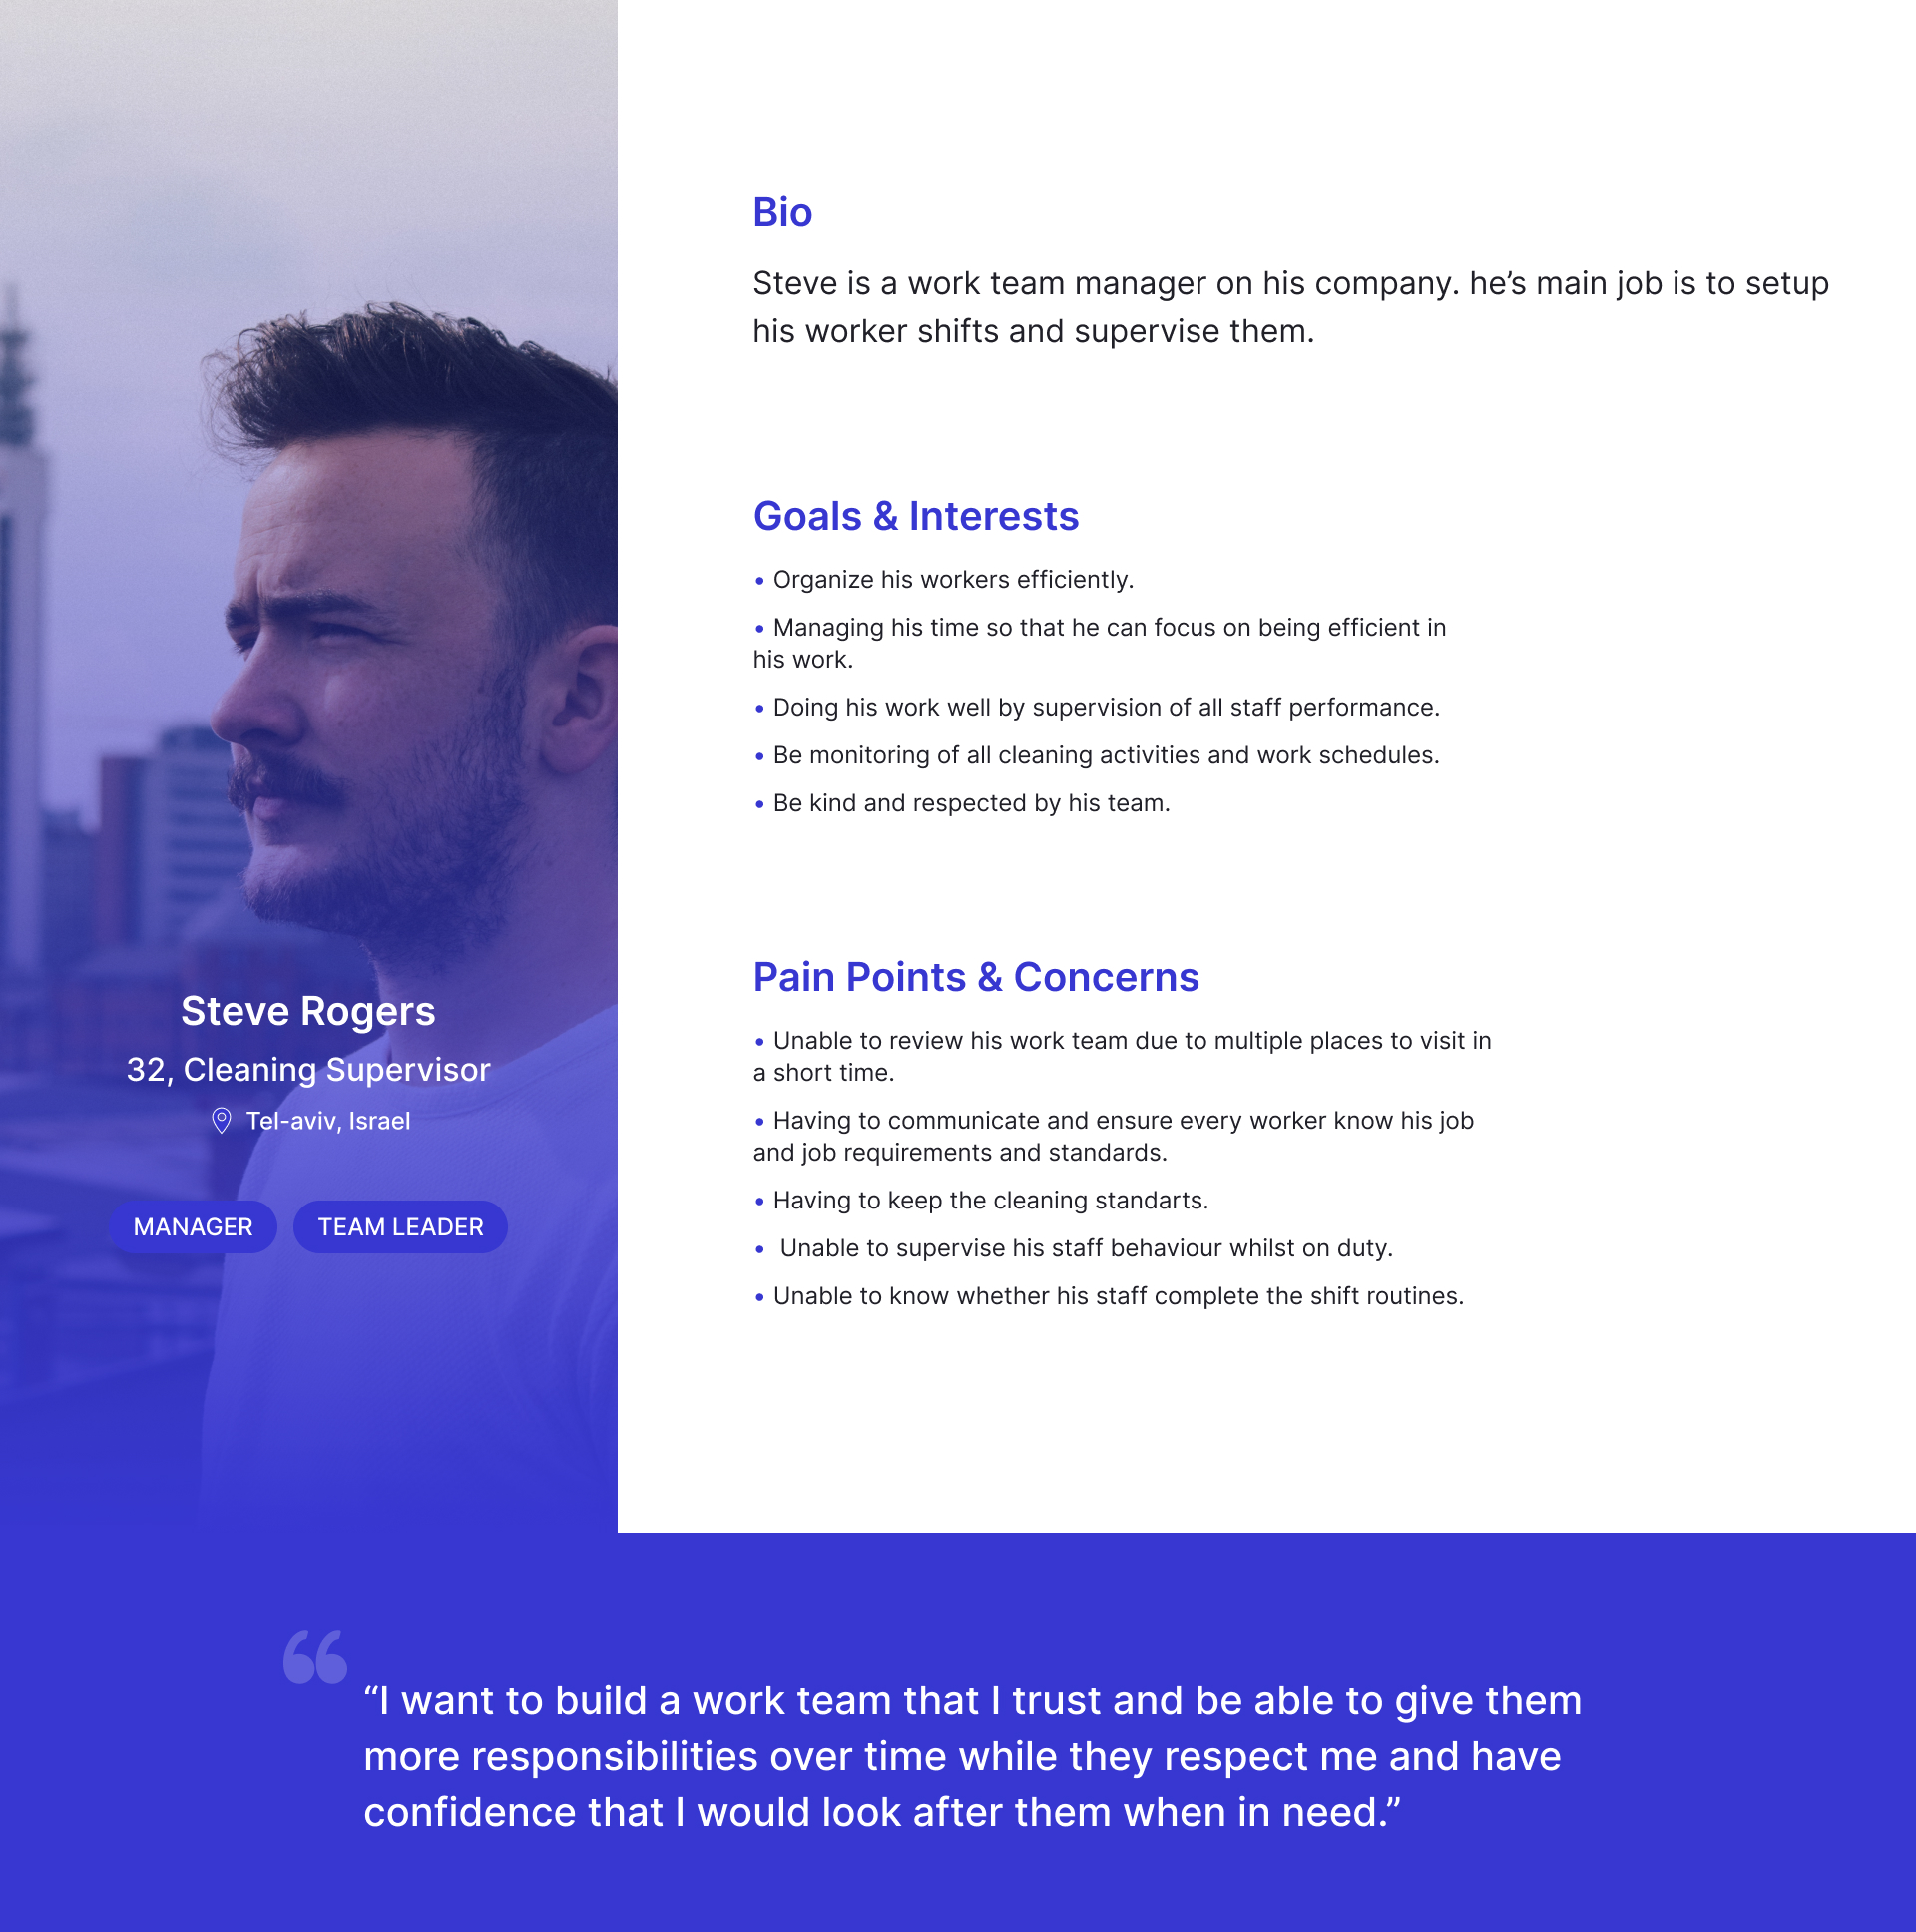 Steve Rogers
32, Cleaning Supervisor
Tel-aviv, Israel
MANAGER
TEAM LEADER
Bio
Steve is a work team manager on his company. he’s main job is to setup
his worker shifts and supervise them.
Goals & Interests
• Organize his workers efficiently.
• Managing his time so that he can focus on being efficient in
his work.
• Doing his work well by supervision of all staff performance.
• Be monitoring of all cleaning activities and work schedules.
• Be kind and respected by his team.
Pain Points & Concerns
• Unable to review his work team due to multiple places to visit in
a short time.
• Having to communicate and ensure every worker know his job
and job requirements and standards.
• Having to keep the cleaning standarts.
• Unable to supervise his staff behaviour whilst on duty.
• Unable to know whether his staff complete the shift routines.
“I want to build a work team that I trust and be able to give them
more responsibilities over time while they respect me and have
confidence that I would look after them when in need.”